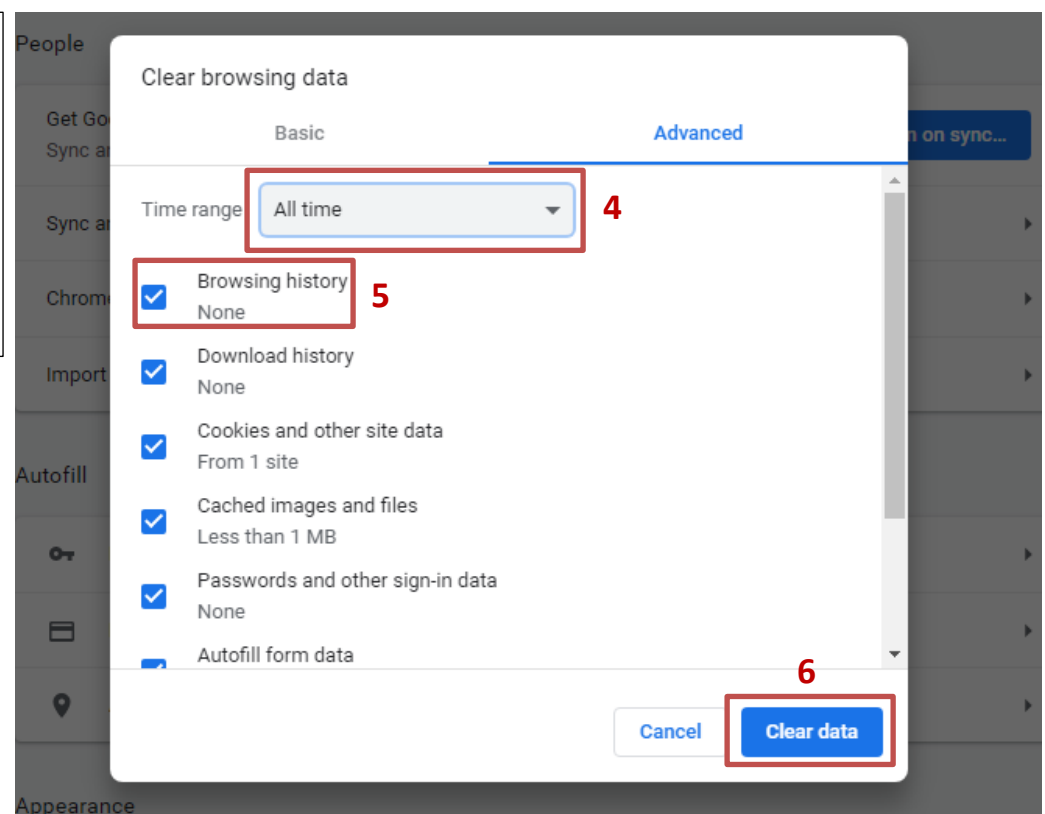 People
Clear browsing data
Get Go
Sync ar
Basic
Advanced
n on sync...
Time range
All time
4
Sync ar
Browsing history
None
5
Chrome
Download history
None
Import
Cookies and other site data
From 1 site
Autofill
Cached images and files
Less than 1 MB
Passwords and other sign-in data
None
Autofill form data
6
Cancel
Clear data
Appearance